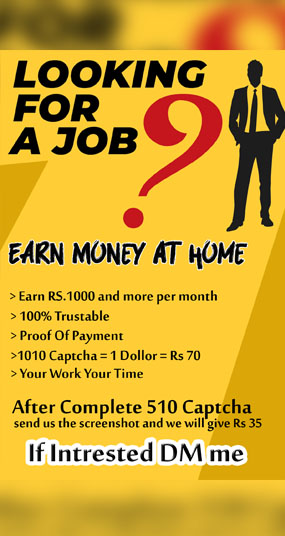 LOOKING
FOR
A JOB ?
EARN MONEY AT HOME
> Earn RS.1000 and more per month
> 100% Trustable
> Proof Of Payment
>1010 Captcha = 1 Dollor = Rs 70
> Your Work Your Time
After Complete 510 Captcha
send us the screenshot and we will give Rs 35
If Intrested DM me